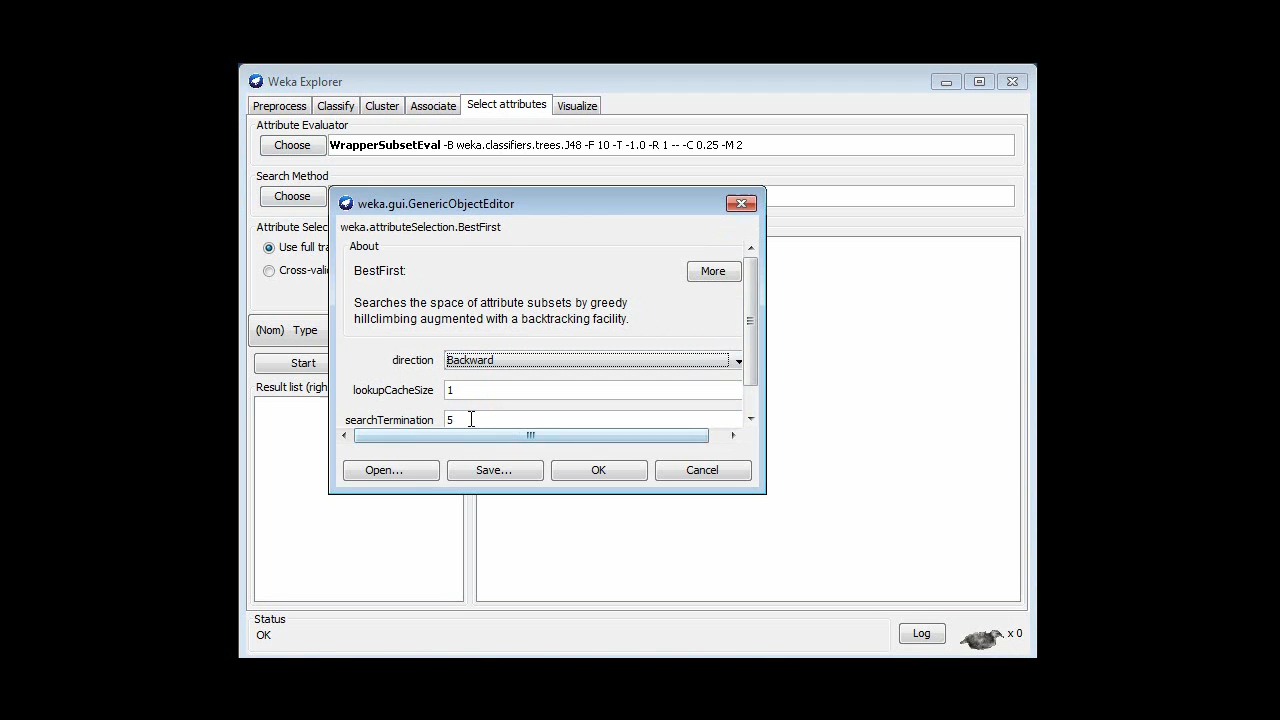 Weka Explorer
Preprocess Classify Cluster Associate Select attributes Visualize
Attribute Evaluator
Choose WrapperSubsetEval -B weka.classifiers.trees.J48 -F 10 -T -1.0 -R 1 -- -C 0.25 -M 2
Search Method
Choose
Attribute Selec
Use full tra
Cross-valid
(Nom) Type
Start
Result list (righ
weka.gui.GenericObjectEditor
weka.attributeSelection.BestFirst
About
BestFirst:
More
Searches the space of attribute subsets by greedy
hillclimbing augmented with a backtracking facility.
direction Backward
lookupCacheSize 1
searchTermination 5
Open... Save... OK Cancel
Status
OK
Log x 0